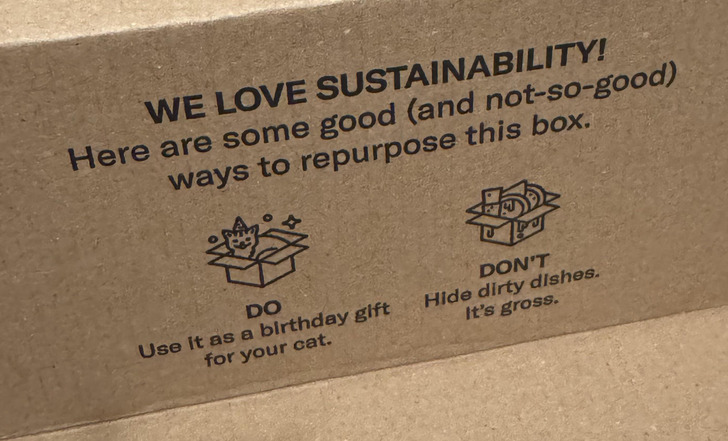 WE LOVE SUSTAINABILITY!
Here are some good (and not-so-good)
ways to repurpose this box.
DO
Use it as a birthday gift
for your cat.
DON'T
Hide dirty dishes.
It's gross.